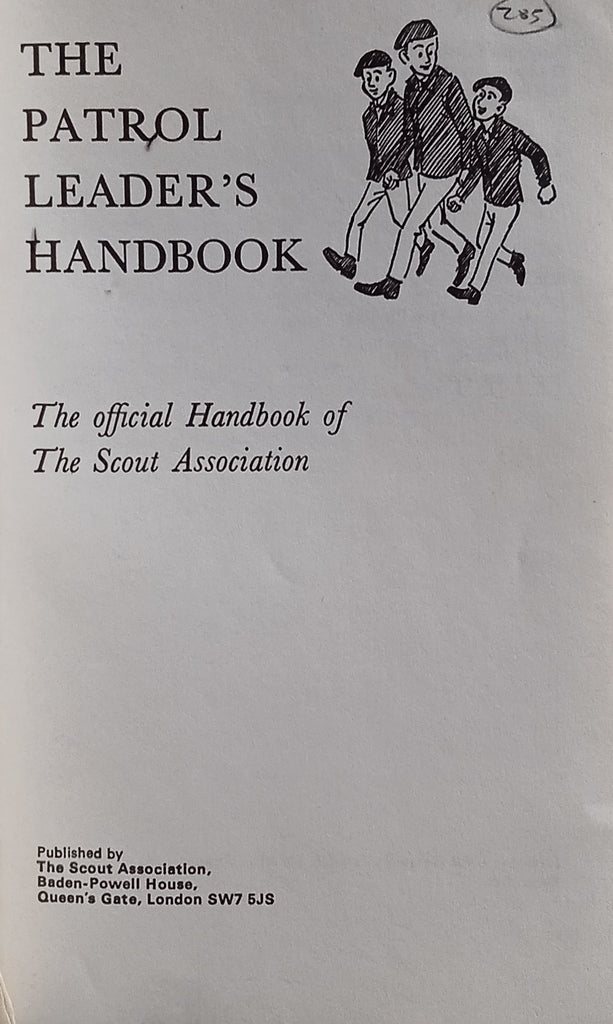 285
THE
PATROL
LEADER'S
HANDBOOK
The official Handbook of
The Scout Association
Published by
The Scout Association,
Baden-Powell House,
Queen's Gate, London SW7 5JS